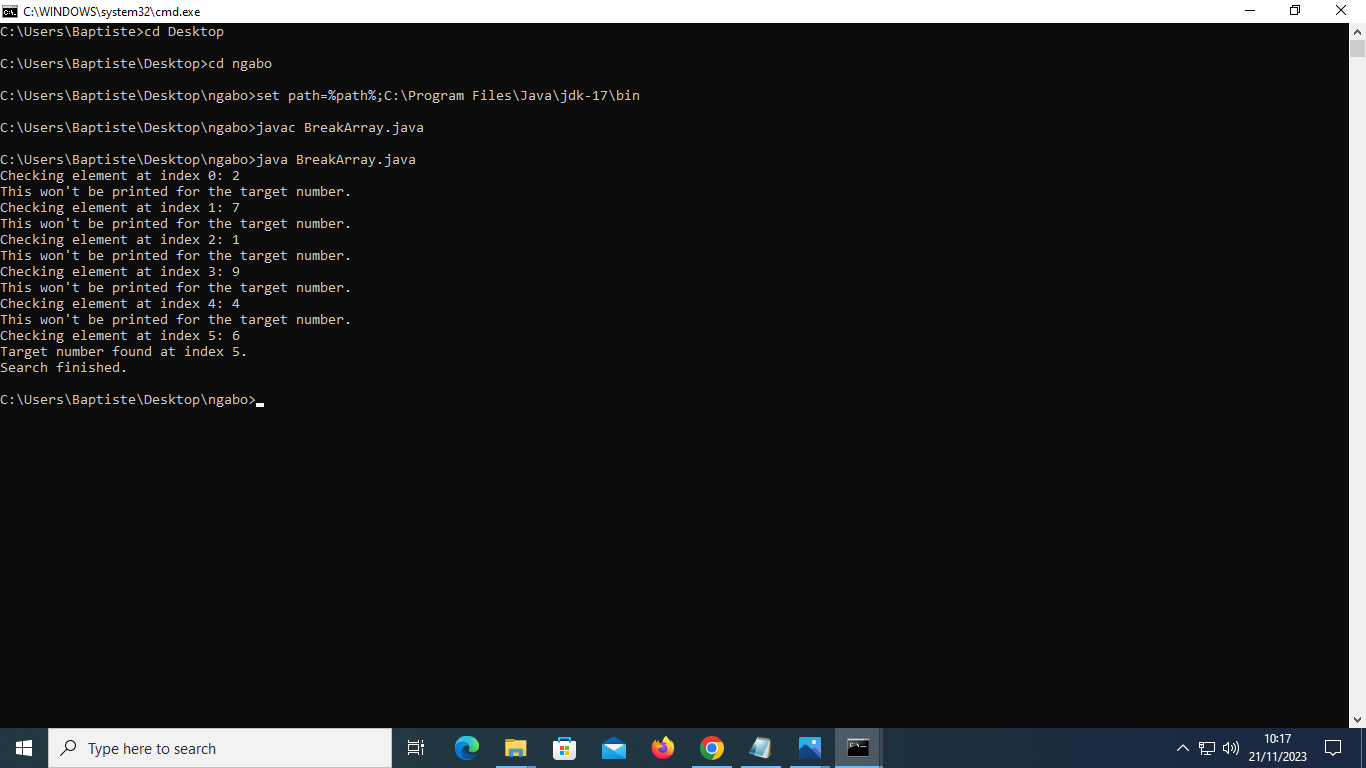 C:\WINDOWS\system32\cmd.exe
C:\Users\Baptiste>cd Desktop
C:\Users\Baptiste\Desktop>cd ngabo
C:\Users\Baptiste\Desktop\ngabo>set path=%path%;C:\Program Files\Java\jdk-17\bin
C:\Users\Baptiste\Desktop\ngabo>javac BreakArray.java
C:\Users\Baptiste\Desktop\ngabo>java BreakArray.java
Checking element at index 0: 2
This won't be printed for the target number.
Checking element at index 1: 7
This won't be printed for the target number.
Checking element at index 2: 1
This won't be printed for the target number.
Checking element at index 3: 9
This won't be printed for the target number.
Checking element at index 4: 4
This won't be printed for the target number.
Checking element at index 5: 6
Target number found at index 5.
Search finished.
C:\Users\Baptiste\Desktop\ngabo>
Type here to search
10:17
21/11/2023